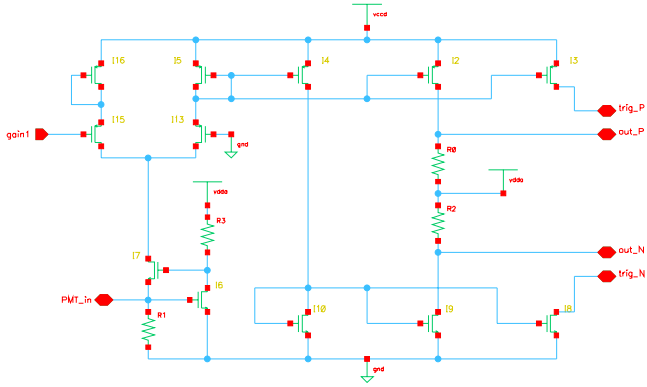 vccd
I16
I5
I4
I2
I3
trig_P
gain1
I15
I13
gnd
out_P
R0
vdda
vdda
R3
R2
I7
out_N
I6
trig_N
PMT_in
R1
I10
I9
I8
gnd